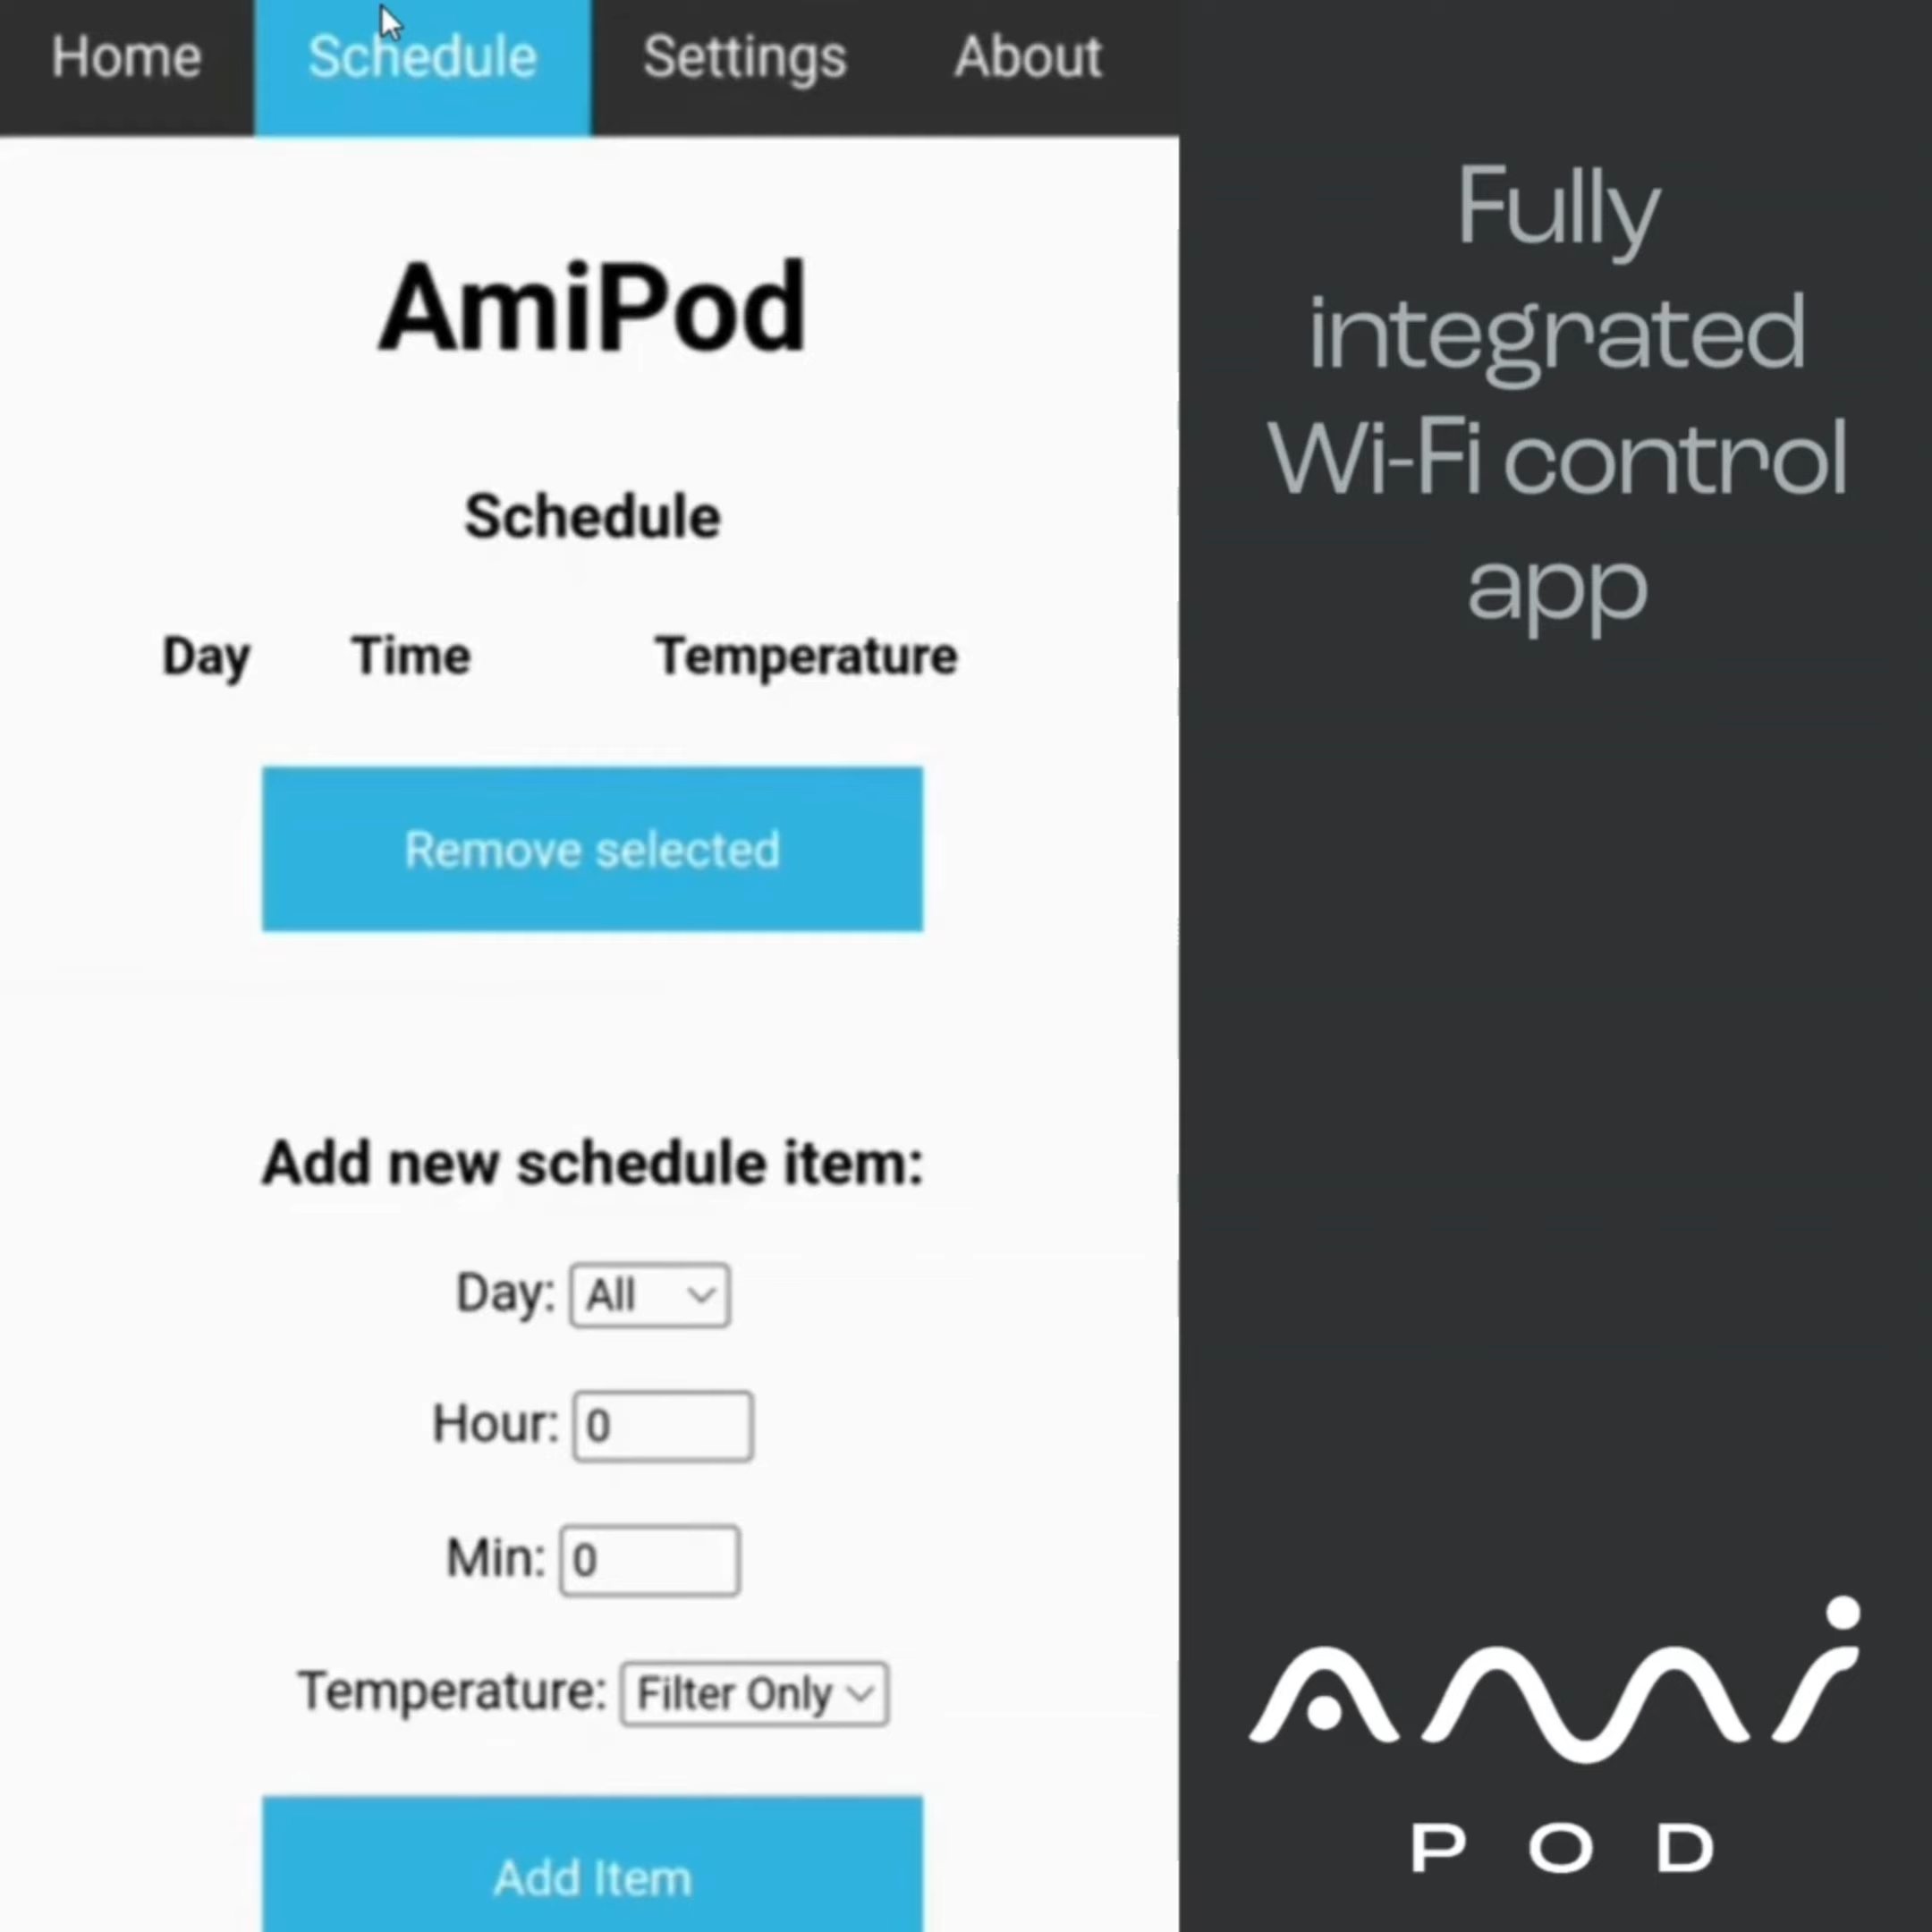 Home Schedule Settings About
AmiPod
Schedule
Day Time Temperature
Remove selected
Add new schedule item:
Day: All
Hour: 0
Min: 0
Temperature: Filter Only
Add Item
Fully
integrated
Wi-Fi control
app
AMi
POD